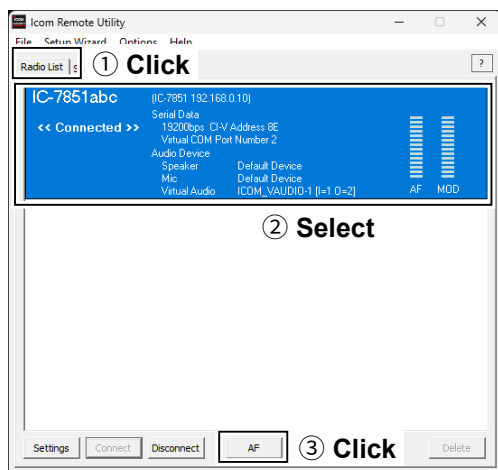 Icom Remote Utility
File Setup Wizard Options Help
Radio List
① Click
?
IC-7851abc
(IC-7851 192.168.0.10)
<< Connected >>
Serial Data
19200bps CI-V Address 8E
Virtual COM Port Number 2
Audio Device
Speaker Default Device
Mic Default Device
Virtual Audio ICOM_VAUDIO-1 [I=1 O=2]
AF MOD
② Select
Settings Connect Disconnect AF ③ Click Delete